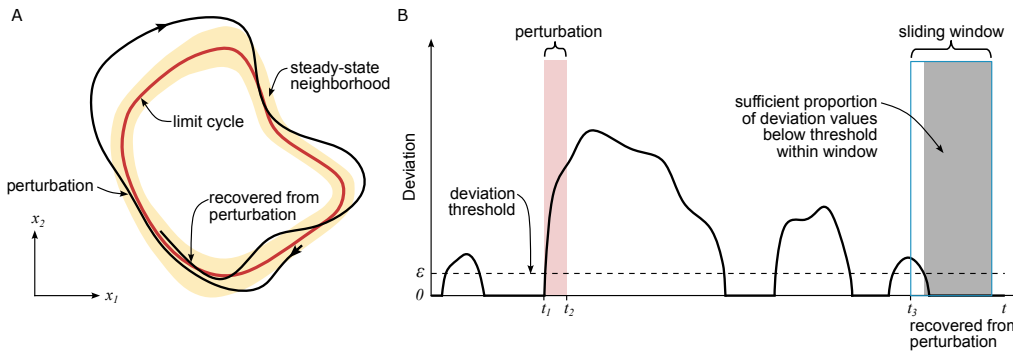 A
steady-state
neighborhood
limit cycle
perturbation
recovered from
perturbation
x2
x1
B
perturbation
sliding window
Deviation
sufficient proportion
of deviation values
below threshold
within window
deviation
threshold
ε
0
t1
t2
t3
t
recovered from
perturbation